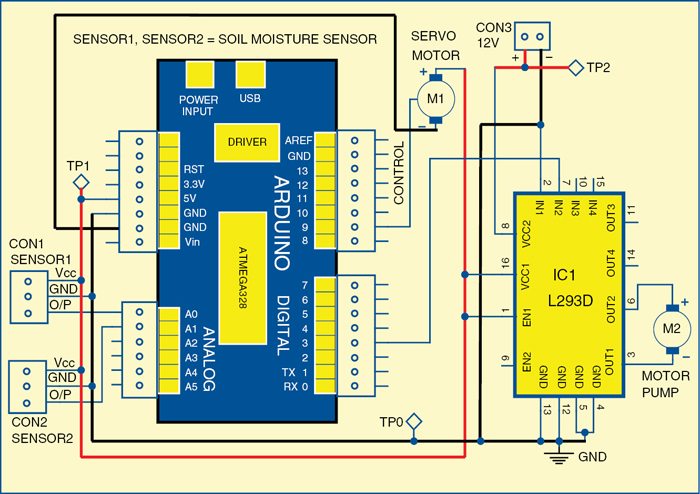 SENSOR1, SENSOR2 = SOIL MOISTURE SENSOR
SERVO
MOTOR
CON3
12V
+
–
TP2
POWER
INPUT
USB
DRIVER
+
M1
–
CONTROL
TP1
RST
3.3V
5V
GND
GND
Vin
AREF
GND
13
12
11
10
9
8
ARDUINO
ATMEGA328
CON1
SENSOR1
Vcc
GND
O/P
A0
A1
A2
A3
A4
A5
ANALOG
DIGITAL
7
6
5
4
3
2
TX 1
RX 0
Vcc
GND
O/P
CON2
SENSOR2
TP0
2
7
10
15
IN1
IN2
IN3
IN4
8
VCC2
16
VCC1
1
EN1
9
EN2
IC1
L293D
OUT3
11
OUT4
14
OUT2
6
OUT1
3
GND
GND
GND
GND
13
12
5
4
+
M2
MOTOR
PUMP
GND